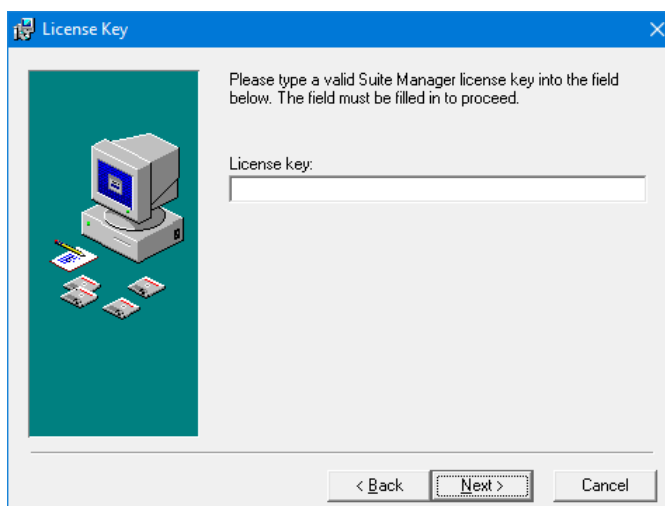 License Key
Please type a valid Suite Manager license key into the field
below. The field must be filled in to proceed.
License key:
< Back
Next >
Cancel